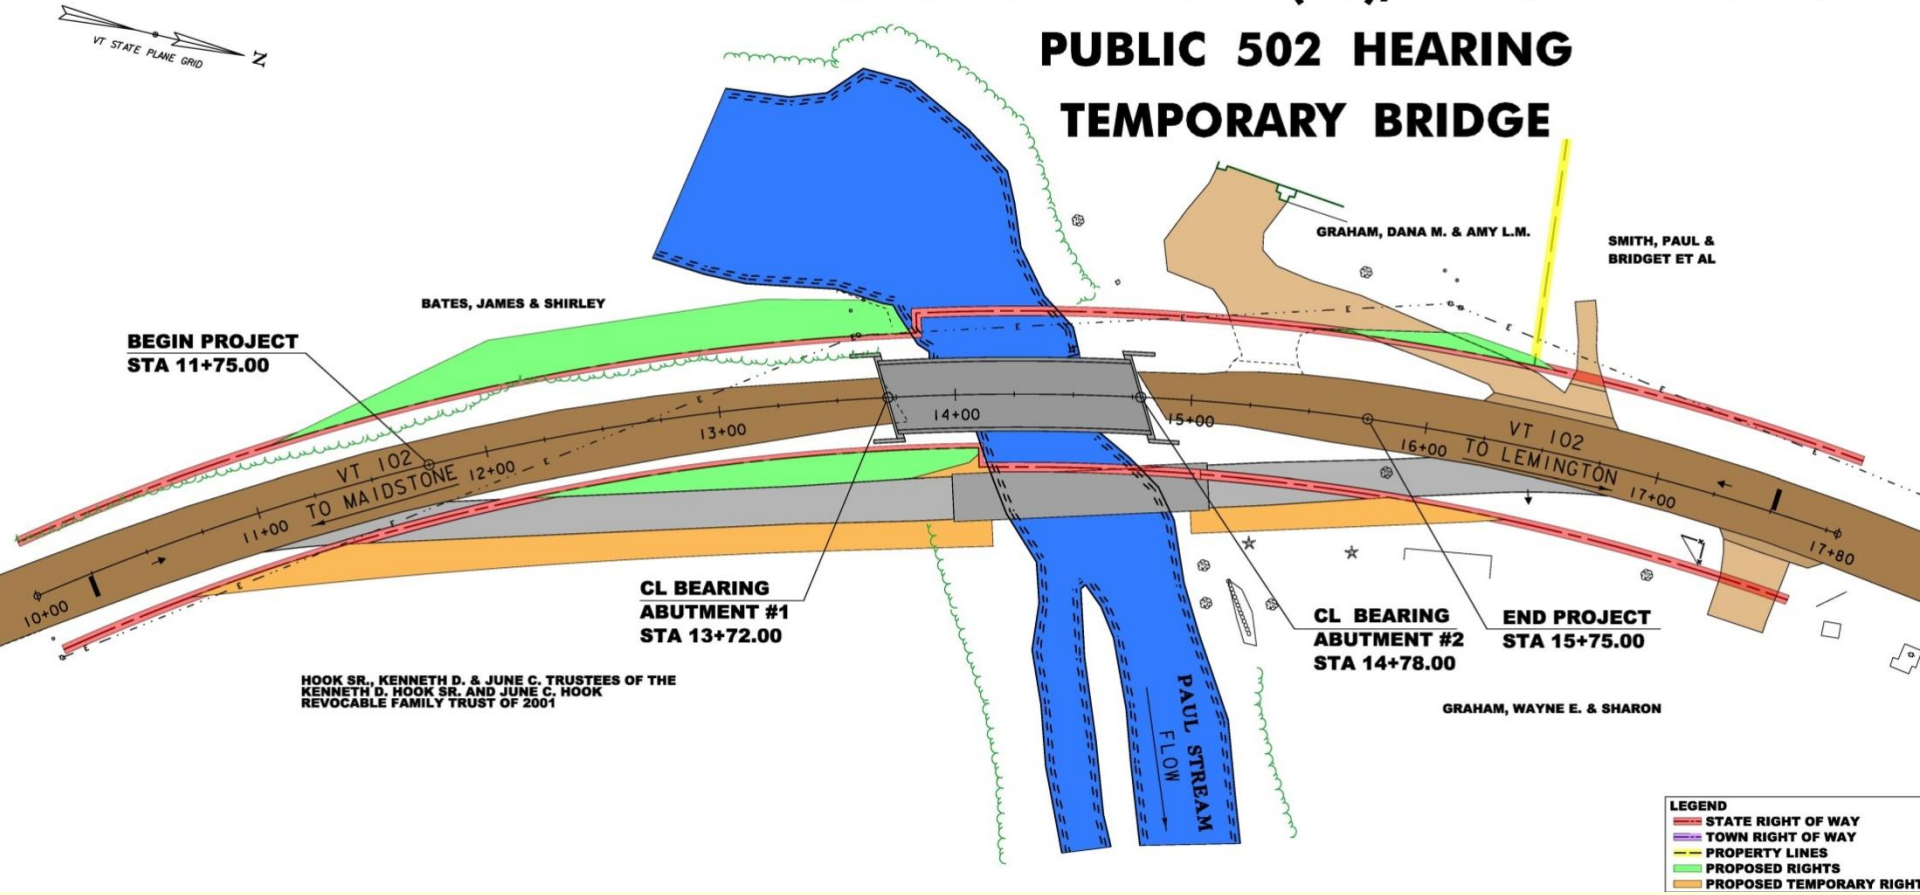 PUBLIC 502 HEARING
TEMPORARY BRIDGE
VT STATE PLANE GRID
Z
GRAHAM, DANA M. & AMY L.M.
SMITH, PAUL &
BRIDGET ET AL
BATES, JAMES & SHIRLEY
BEGIN PROJECT
STA 11+75.00
E
E
E
E
E
E
E
E
E
E
E
10+00
11+00
12+00
13+00
14+00
15+00
16+00
17+00
17+80
VT 102
TO MAIDSTONE
VT 102
TO LEMINGTON
CL BEARING
ABUTMENT #1
STA 13+72.00
CL BEARING
ABUTMENT #2
STA 14+78.00
END PROJECT
STA 15+75.00
HOOK SR., KENNETH D. & JUNE C. TRUSTEES OF THE
KENNETH D. HOOK SR. AND JUNE C. HOOK
REVOCABLE FAMILY TRUST OF 2001
GRAHAM, WAYNE E. & SHARON
PAUL STREAM
FLOW
LEGEND
STATE RIGHT OF WAY
TOWN RIGHT OF WAY
PROPERTY LINES
PROPOSED RIGHTS
PROPOSED TEMPORARY RIGHT